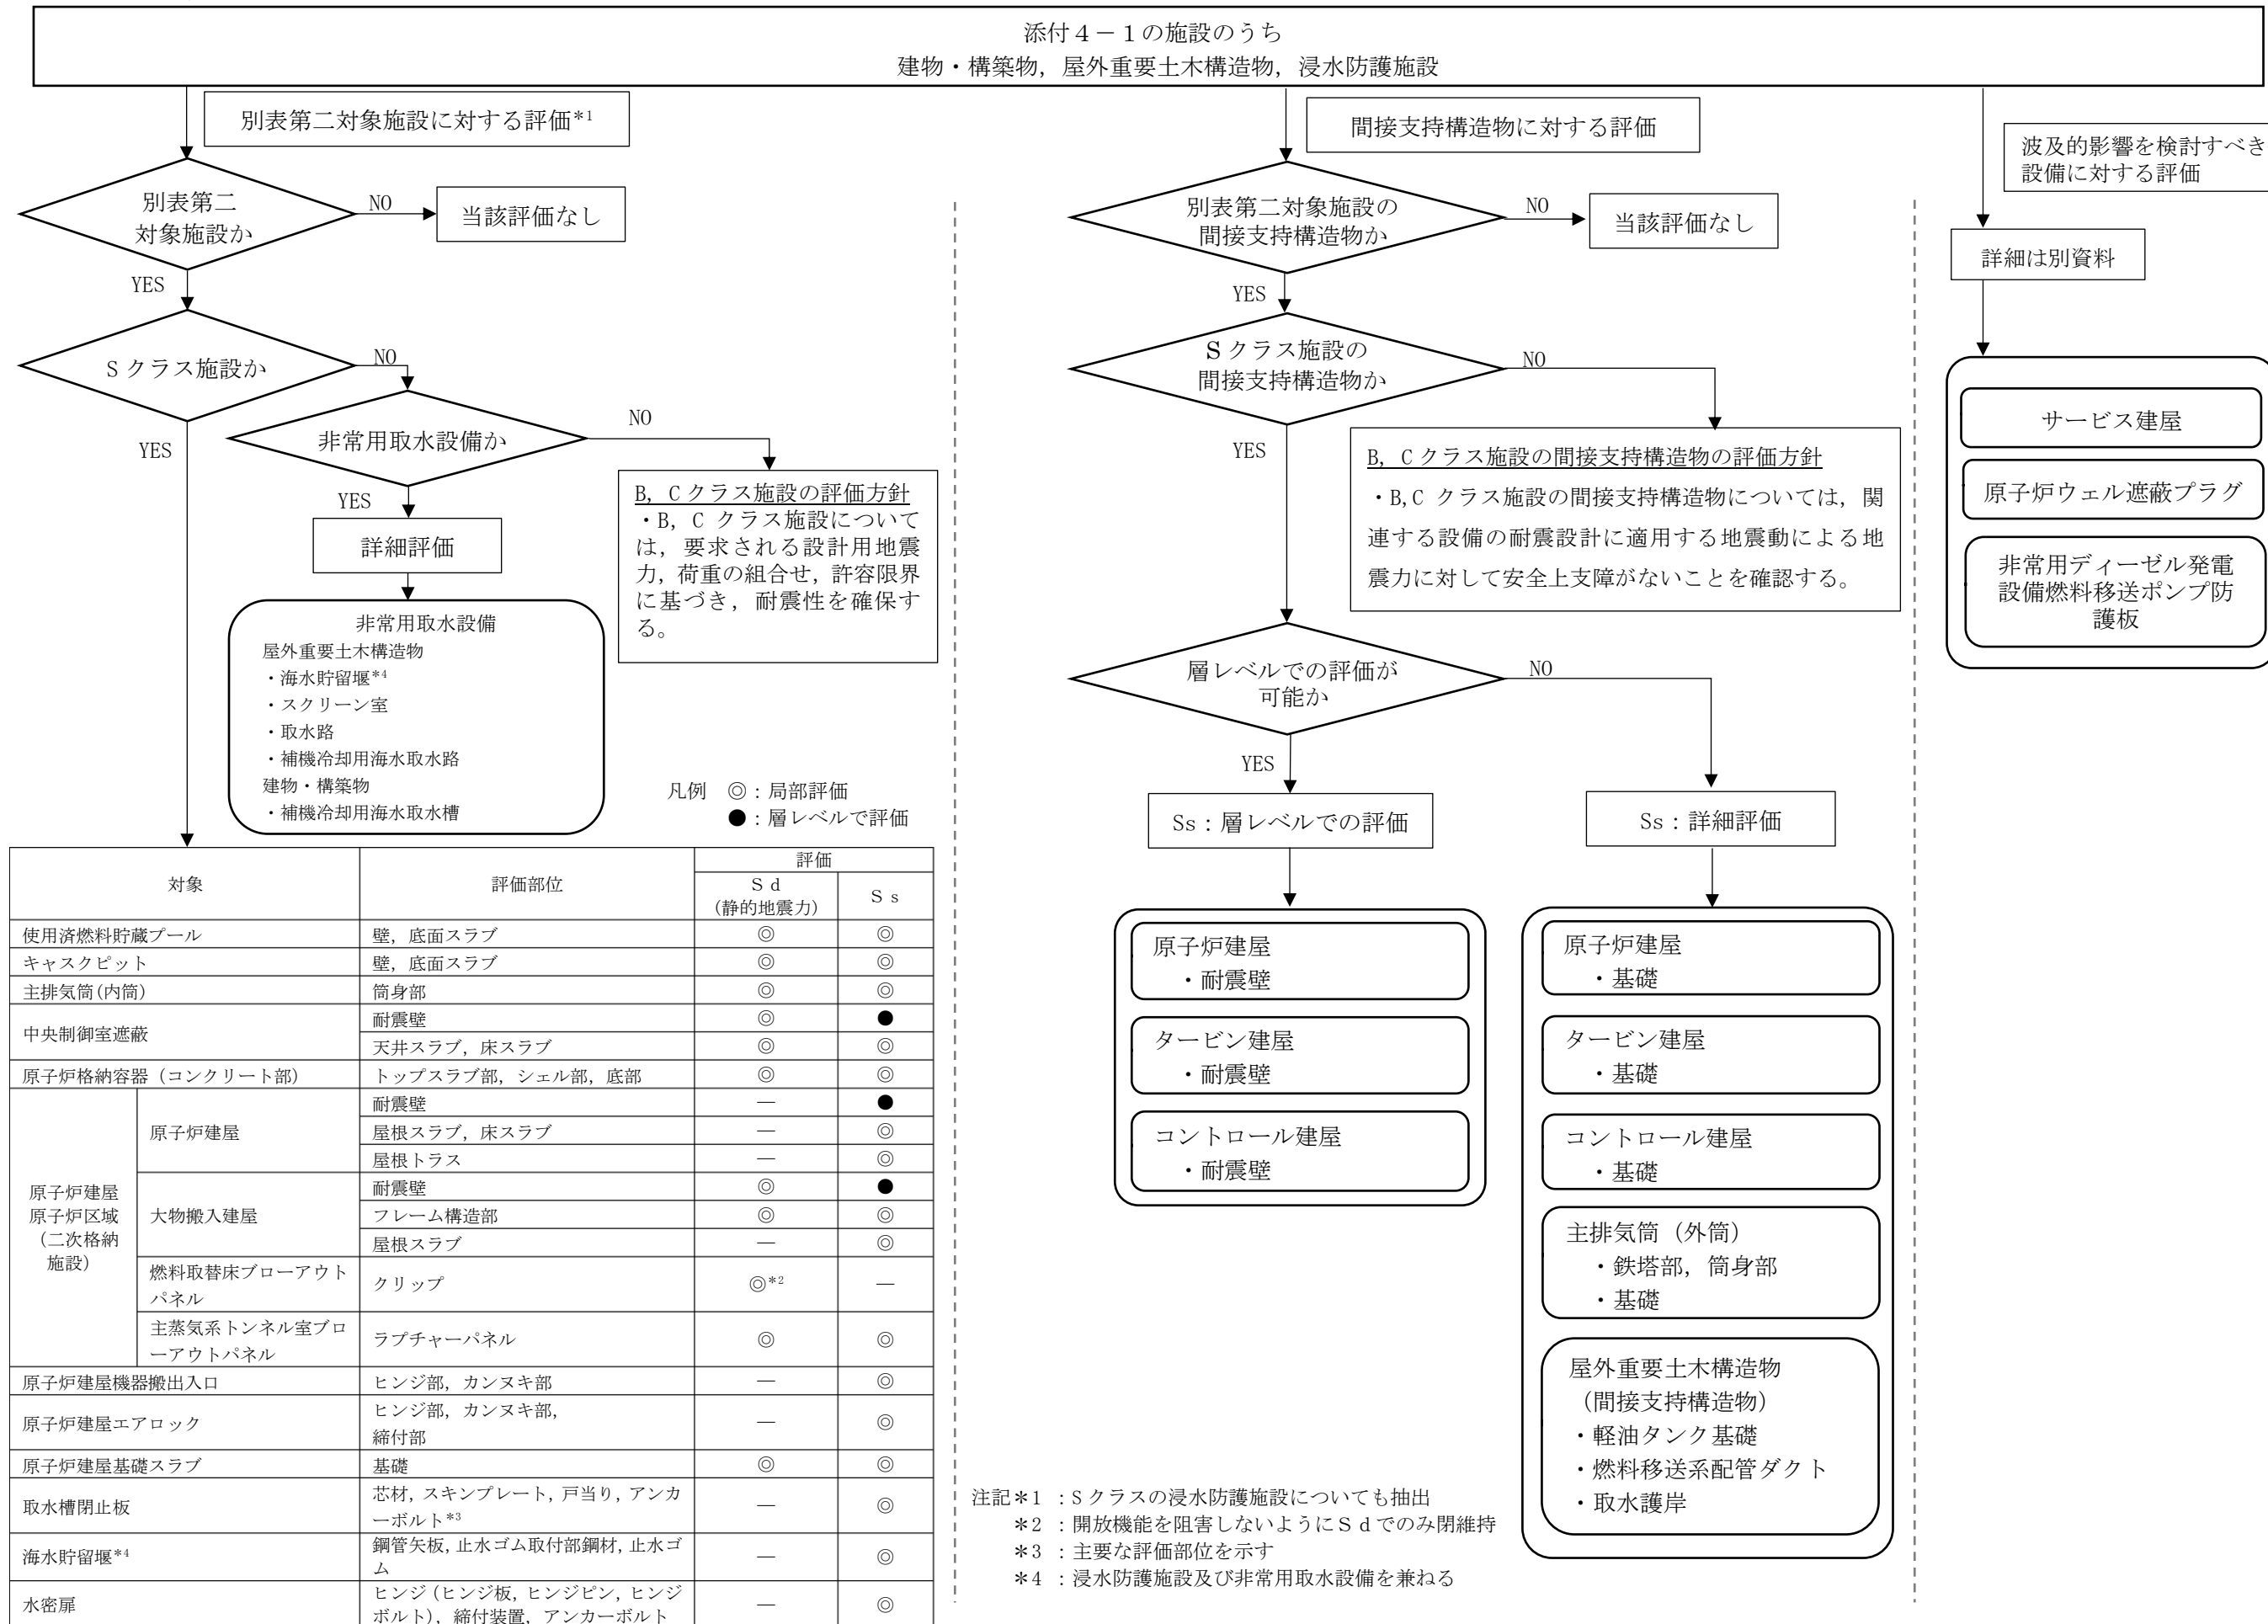 添付４－１の施設のうち
建物・構築物，屋外重要土木構造物，浸水防護施設
別表第二対象施設に対する評価*1
別表第二
対象施設か
NO
当該評価なし
YES
S クラス施設か
NO
非常用取水設備か
NO
YES
YES
詳細評価
B, C クラス施設の評価方針
・B, C クラス施設について
は，要求される設計用地震
力，荷重の組合せ，許容限界
に基づき，耐震性を確保す
る。
非常用取水設備
屋外重要土木構造物
・海水貯留堰*4
・スクリーン室
・取水路
・補機冷却用海水取水路
建物・構築物
・補機冷却用海水取水槽
凡例　◎：局部評価
●：層レベルで評価
対象　評価部位　評価
Ｓｄ
（静的地震力）　Ｓｓ
使用済燃料貯蔵プール　壁，底面スラブ　◎　◎
キャスクピット　壁，底面スラブ　◎　◎
主排気筒(内筒)　筒身部　◎　◎
中央制御室遮蔽　耐震壁　◎　●
天井スラブ，床スラブ　◎　◎
原子炉格納容器（コンクリート部）　トップスラブ部，シェル部，底部　◎　◎
原子炉建屋
原子炉区域
（二次格納
施設）
原子炉建屋　耐震壁　―　●
屋根スラブ，床スラブ　―　◎
屋根トラス　―　◎
大物搬入建屋　耐震壁　◎　●
フレーム構造部　◎　◎
屋根スラブ　―　◎
燃料取替床ブローアウト
パネル　クリップ　◎*2　―
主蒸気系トンネル室ブロ
ーアウトパネル　ラプチャーパネル　◎　◎
原子炉建屋機器搬出入口　ヒンジ部，カンヌキ部　―　◎
原子炉建屋エアロック　ヒンジ部，カンヌキ部，
締付部　―　◎
原子炉建屋基礎スラブ　基礎　◎　◎
取水槽閉止板　芯材，スキンプレート，戸当り，アンカ
ーボルト*3　―　◎
海水貯留堰*4　鋼管矢板，止水ゴム取付部鋼材，止水ゴ
ム　―　◎
水密扉　ヒンジ（ヒンジ板，ヒンジピン，ヒンジ
ボルト），締付装置，アンカーボルト　―　◎
間接支持構造物に対する評価
別表第二対象施設の
間接支持構造物か
NO
当該評価なし
YES
S クラス施設の
間接支持構造物か
NO
YES
B, C クラス施設の間接支持構造物の評価方針
・B,C クラス施設の間接支持構造物については，関
連する設備の耐震設計に適用する地震動による地
震力に対して安全上支障がないことを確認する。
層レベルでの評価が
可能か
NO
YES
Ss：層レベルでの評価
Ss：詳細評価
原子炉建屋
・耐震壁
タービン建屋
・耐震壁
コントロール建屋
・耐震壁
原子炉建屋
・基礎
タービン建屋
・基礎
コントロール建屋
・基礎
主排気筒（外筒）
・鉄塔部，筒身部
・基礎
屋外重要土木構造物
（間接支持構造物）
・軽油タンク基礎
・燃料移送系配管ダクト
・取水護岸
注記＊1　：S クラスの浸水防護施設についても抽出
＊2　：開放機能を阻害しないようにＳｄでのみ閉維持
＊3　：主要な評価部位を示す
＊4　：浸水防護施設及び非常用取水設備を兼ねる
波及的影響を検討すべき
設備に対する評価
詳細は別資料
サービス建屋
原子炉ウェル遮蔽プラグ
非常用ディーゼル発電
設備燃料移送ポンプ防
護板